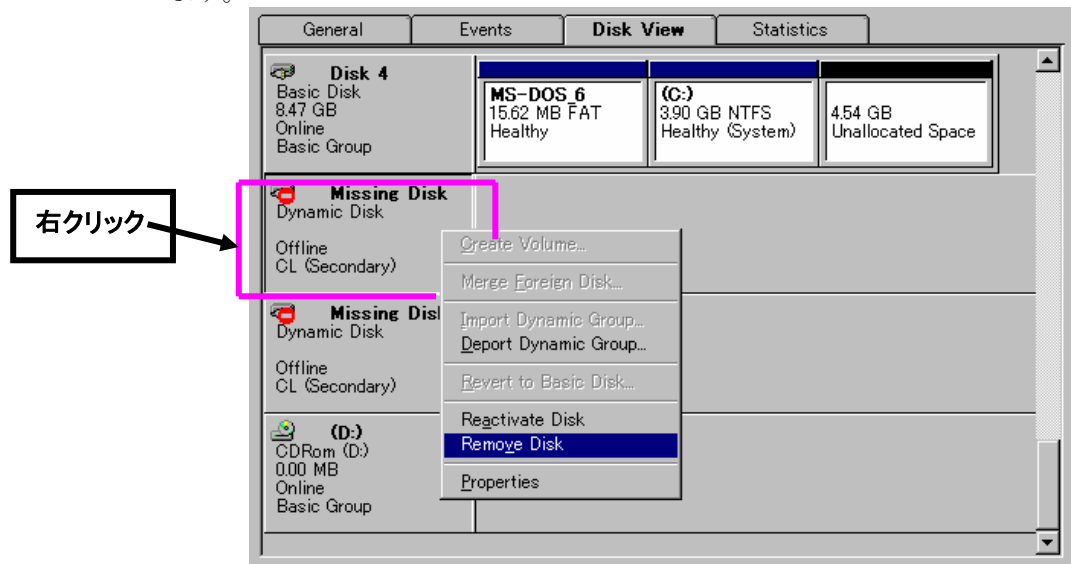 ます。
General Events Disk View Statistics
Disk 4
Basic Disk
8.47 GB
Online
Basic Group
MS-DOS_6
15.62 MB FAT
Healthy
(C:)
3.90 GB NTFS
Healthy (System)
4.54 GB
Unallocated Space
右クリック
Missing Disk
Dynamic Disk
Offline
CL (Secondary)
Missing Disk
Dynamic Disk
Offline
CL (Secondary)
(D:)
CDRom (D:)
0.00 MB
Online
Basic Group
Create Volume...
Merge Foreign Disk...
Import Dynamic Group...
Deport Dynamic Group...
Revert to Basic Disk...
Reactivate Disk
Remove Disk
Properties